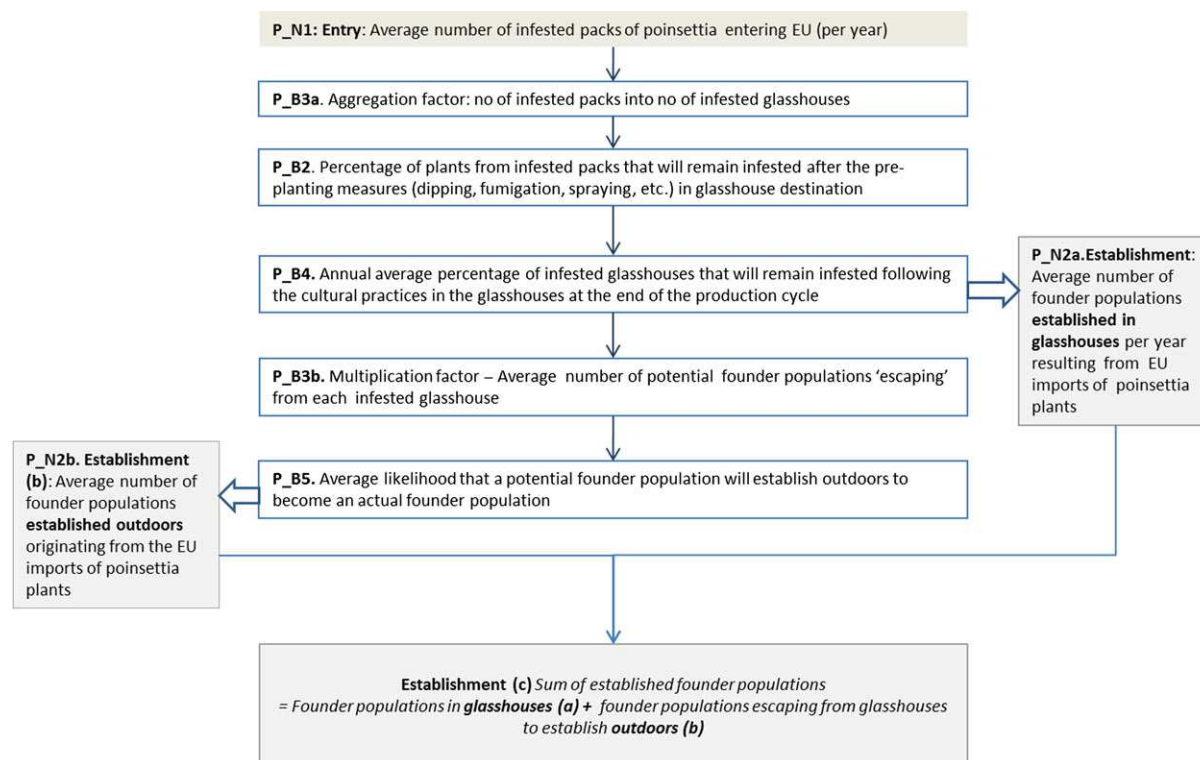 P_N1: Entry: Average number of infested packs of poinsettia entering EU (per year)
P_B3a. Aggregation factor: no of infested packs into no of infested glasshouses
P_B2. Percentage of plants from infested packs that will remain infested after the pre-
planting measures (dipping, fumigation, spraying, etc.) in glasshouse destination
P_B4. Annual average percentage of infested glasshouses that will remain infested following
the cultural practices in the glasshouses at the end of the production cycle
P_N2a.Establishment:
Average number of
founder populations
established in
glasshouses per year
resulting from EU
imports of poinsettia
plants
P_B3b. Multiplication factor – Average number of potential founder populations ‘escaping’
from each infested glasshouse
P_B5. Average likelihood that a potential founder population will establish outdoors to
become an actual founder population
P_N2b. Establishment
(b): Average number of
founder populations
established outdoors
originating from the EU
imports of poinsettia
plants
Establishment (c) Sum of established founder populations
= Founder populations in glasshouses (a) + founder populations escaping from glasshouses
to establish outdoors (b)